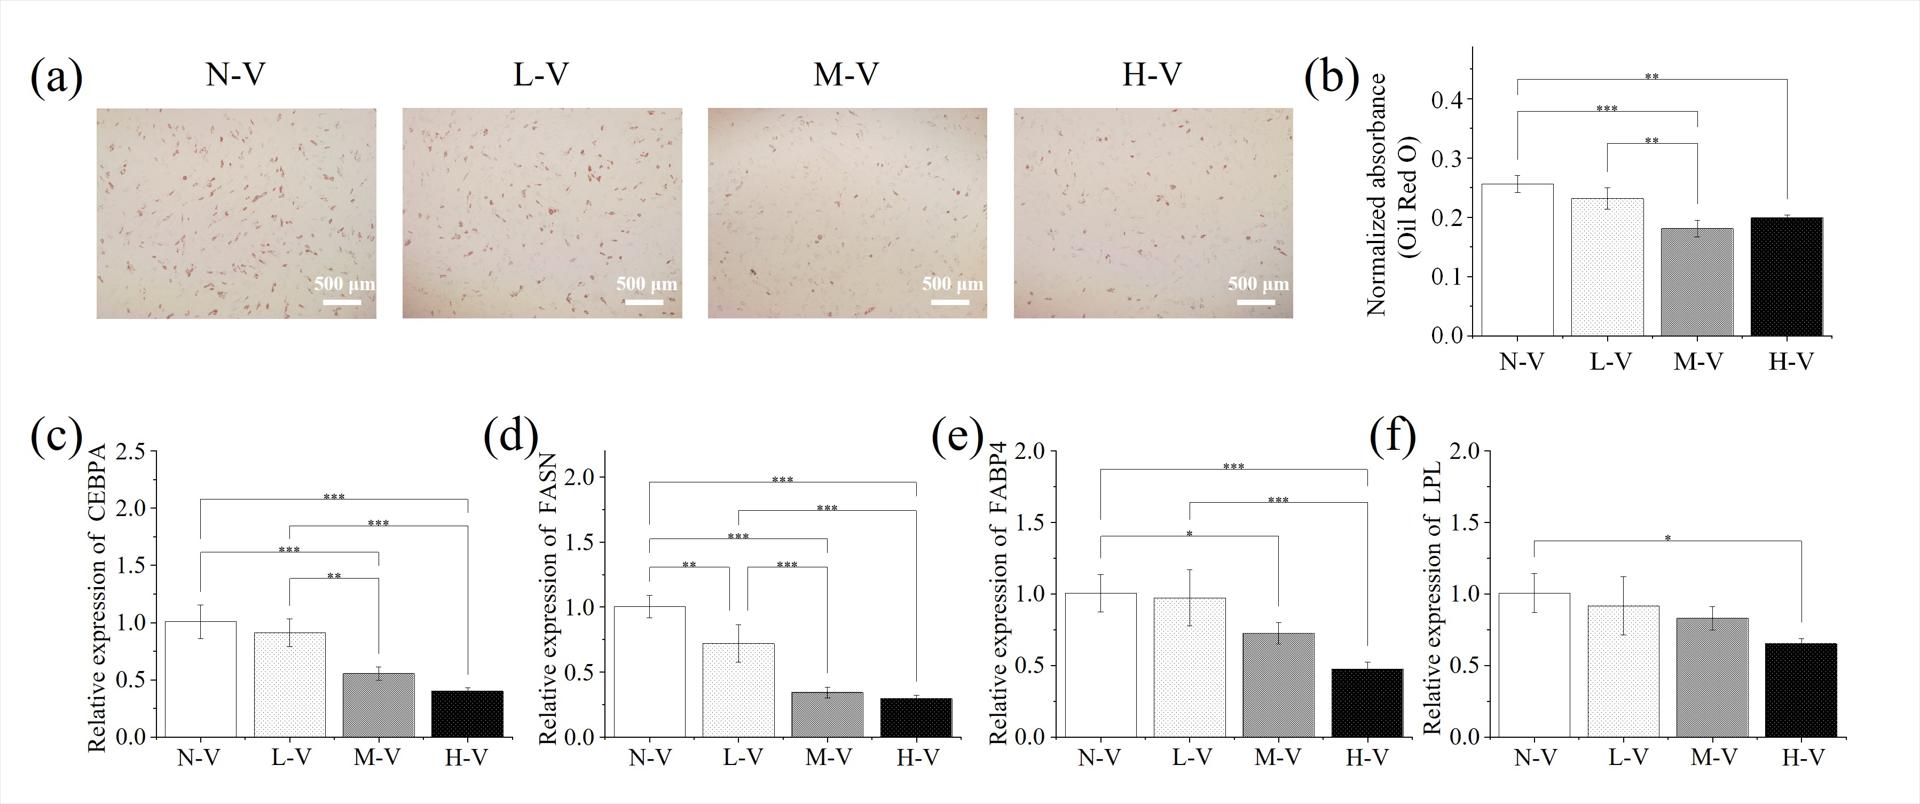 (a)
N-V
L-V
M-V
H-V
500 μm
500 μm
500 μm
500 μm
(b)
Normalized absorbance
(Oil Red O)
0.4
0.3
0.2
0.1
0.0
**
***
**
N-V
L-V
M-V
H-V
(c)
Relative expression of CEBPA
2.5
2.0
1.5
1.0
0.5
0.0
***
***
***
**
N-V
L-V
M-V
H-V
(d)
Relative expression of FASN
2.0
1.5
1.0
0.5
0.0
***
***
***
**
***
N-V
L-V
M-V
H-V
(e)
Relative expression of FABP4
2.0
1.5
1.0
0.5
0.0
***
***
*
N-V
L-V
M-V
H-V
(f)
Relative expression of LPL
2.0
1.5
1.0
0.5
0.0
*
N-V
L-V
M-V
H-V